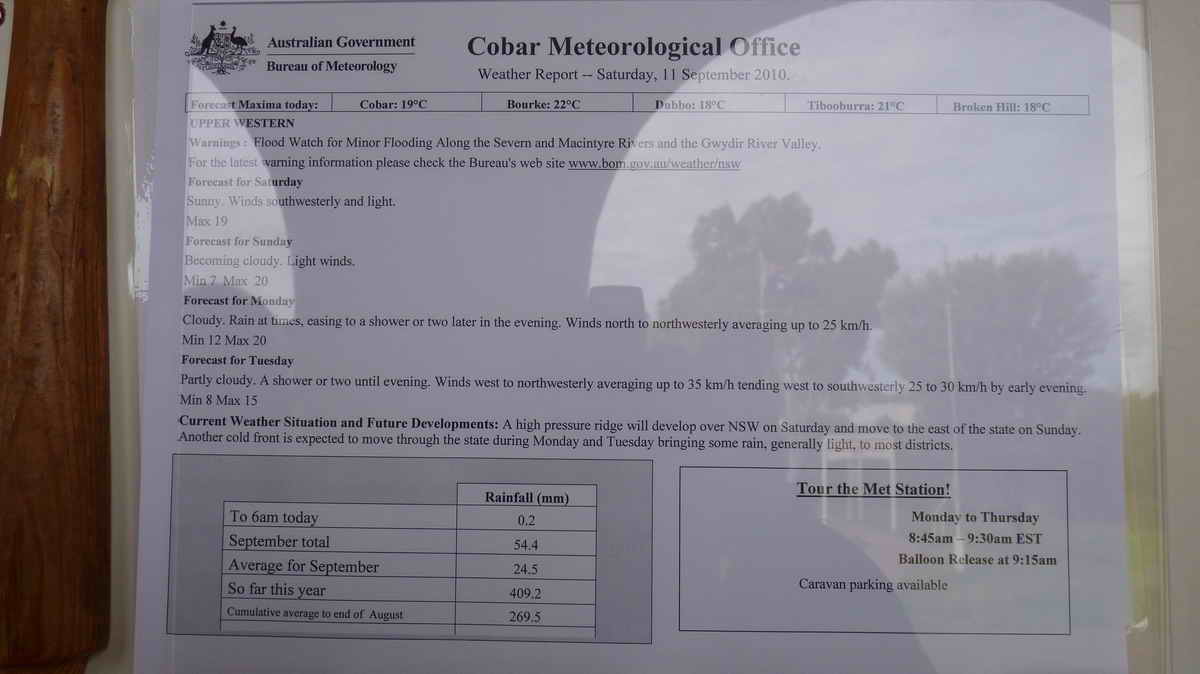 Australian Government
Bureau of Meteorology
Cobar Meteorological Office
Weather Report -- Saturday, 11 September 2010.
Forecast Maxima today: Cobar: 19°C Bourke: 22°C Dubbo: 18°C Tibooburra: 21°C Broken Hill: 18°C
UPPER WESTERN
Warnings : Flood Watch for Minor Flooding Along the Severn and Macintyre Rivers and the Gwydir River Valley.
For the latest warning information please check the Bureau's web site www.bom.gov.au/weather/nsw
Forecast for Saturday
Sunny. Winds southwesterly and light.
Max 19
Forecast for Sunday
Becoming cloudy. Light winds.
Min 7 Max 20
Forecast for Monday
Cloudy. Rain at times, easing to a shower or two later in the evening. Winds north to northwesterly averaging up to 25 km/h.
Min 12 Max 20
Forecast for Tuesday
Partly cloudy. A shower or two until evening. Winds west to northwesterly averaging up to 35 km/h tending west to southwesterly 25 to 30 km/h by early evening.
Min 8 Max 15
Current Weather Situation and Future Developments: A high pressure ridge will develop over NSW on Saturday and move to the east of the state on Sunday.
Another cold front is expected to move through the state during Monday and Tuesday bringing some rain, generally light, to most districts.
Rainfall (mm)
To 6am today 0.2
September total 54.4
Average for September 24.5
So far this year 409.2
Cumulative average to end of August 269.5
Tour the Met Station!
Monday to Thursday
8:45am – 9:30am EST
Balloon Release at 9:15am
Caravan parking available